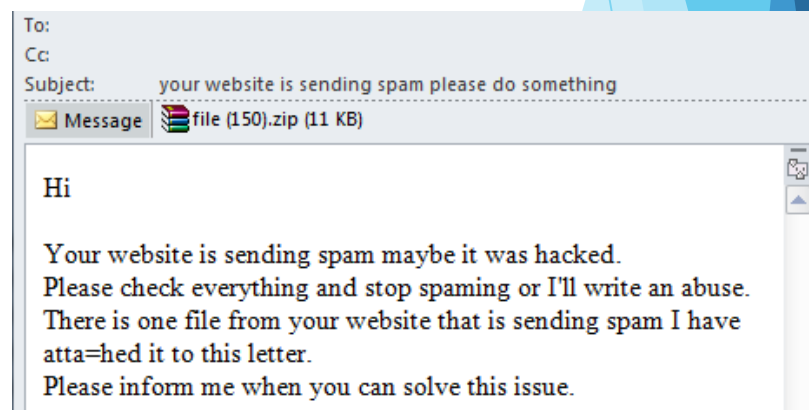 To:
Cc:
Subject: your website is sending spam please do something
Message file (150).zip (11 KB)
Hi
Your website is sending spam maybe it was hacked.
Please check everything and stop spaming or I'll write an abuse.
There is one file from your website that is sending spam I have
atta=hed it to this letter.
Please inform me when you can solve this issue.